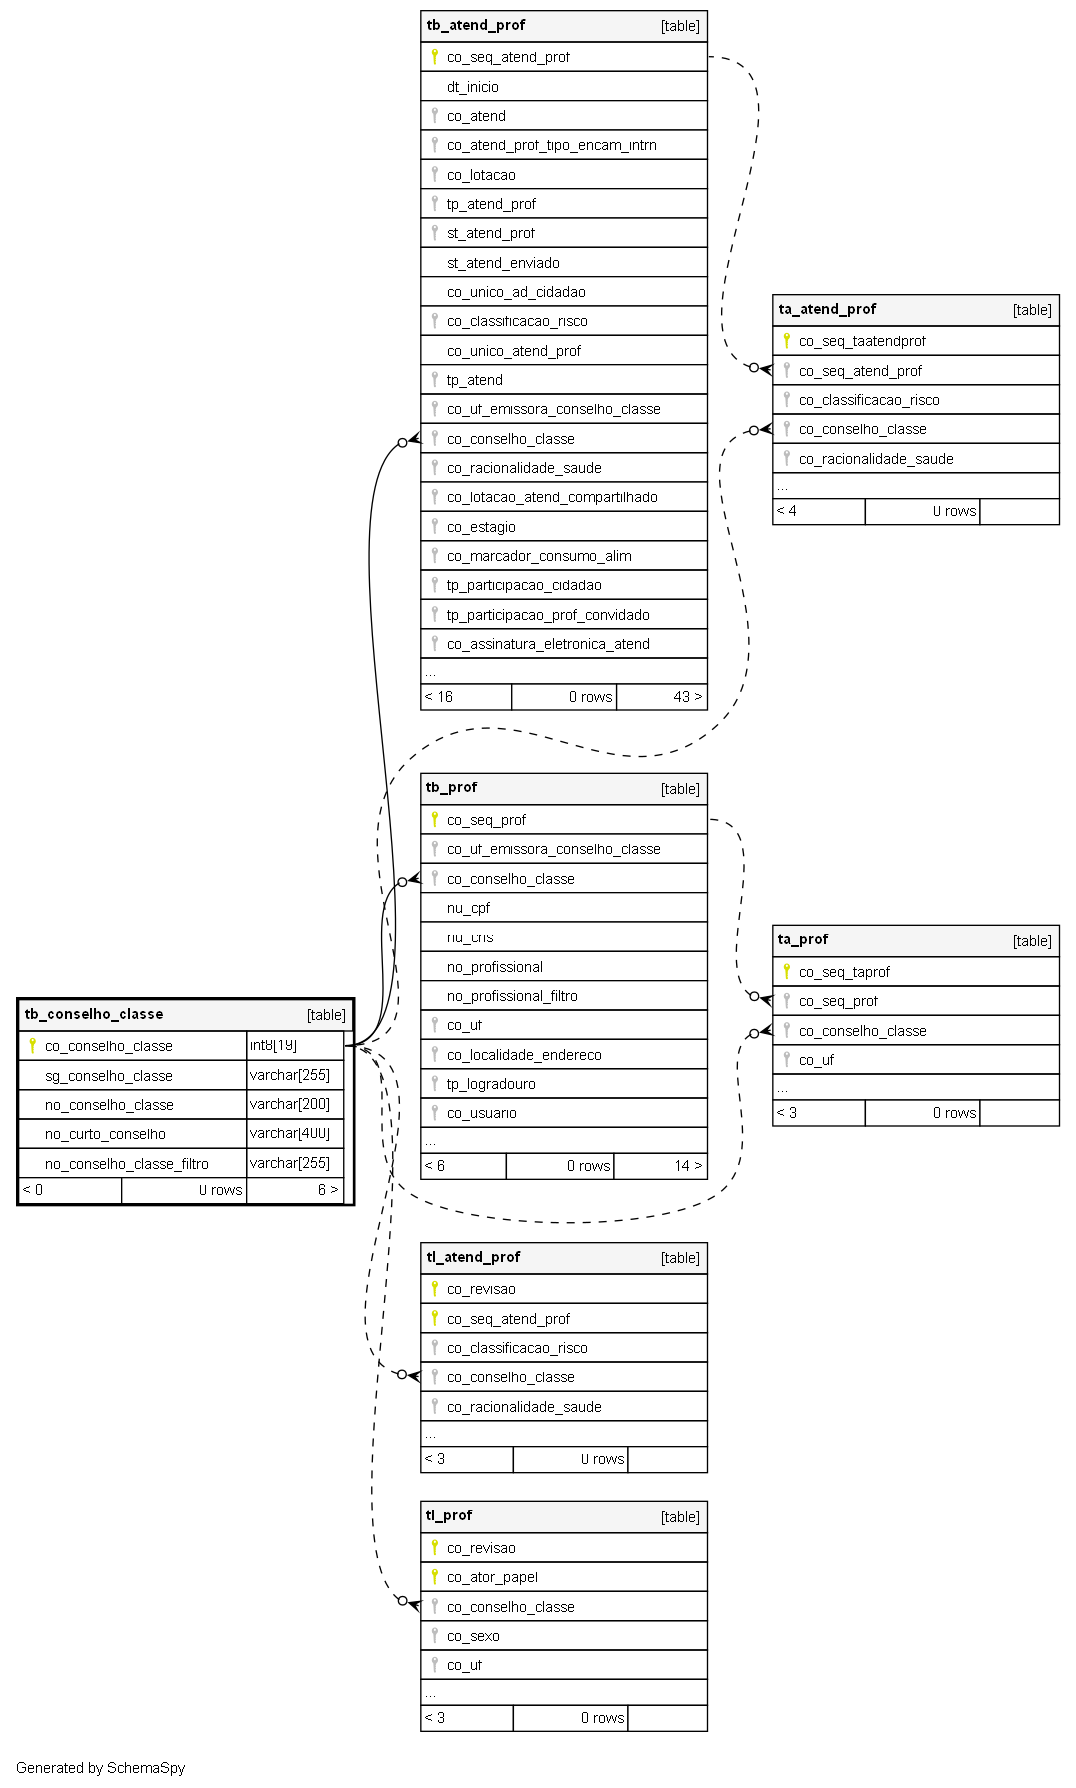 tb_atend_prof [table]
co_seq_atend_prof
dt_inicio
co_atend
co_atend_prof_tipo_encam_intrn
co_lotacao
tp_atend_prof
st_atend_prof
st_atend_enviado
co_unico_ad_cidadao
co_classificacao_risco
co_unico_atend_prof
tp_atend
co_uf_emissora_conselho_classe
co_conselho_classe
co_racionalidade_saude
co_lotacao_atend_compartilhado
co_estagio
co_marcador_consumo_alim
tp_participacao_cidadao
tp_participacao_prof_convidado
co_assinatura_eletronica_atend
...
< 16 0 rows 43 >
ta_atend_prof [table]
co_seq_taatendprof
co_seq_atend_prof
co_classificacao_risco
co_conselho_classe
co_racionalidade_saude
...
< 4 0 rows
tb_prof [table]
co_seq_prof
co_uf_emissora_conselho_classe
co_conselho_classe
nu_cpf
nu_cns
no_profissional
no_profissional_filtro
co_uf
co_localidade_endereco
tp_logradouro
co_usuario
...
< 6 0 rows 14 >
ta_prof [table]
co_seq_taprof
co_seq_prof
co_conselho_classe
co_uf
...
< 3 0 rows
tb_conselho_classe [table]
co_conselho_classe int8[19]
sg_conselho_classe varchar[255]
no_conselho_classe varchar[200]
no_curto_conselho varchar[400]
no_conselho_classe_filtro varchar[255]
< 0 0 rows 6 >
tl_atend_prof [table]
co_revisao
co_seq_atend_prof
co_classificacao_risco
co_conselho_classe
co_racionalidade_saude
...
< 3 0 rows
tl_prof [table]
co_revisao
co_ator_papel
co_conselho_classe
co_sexo
co_uf
...
< 3 0 rows
Generated by SchemaSpy